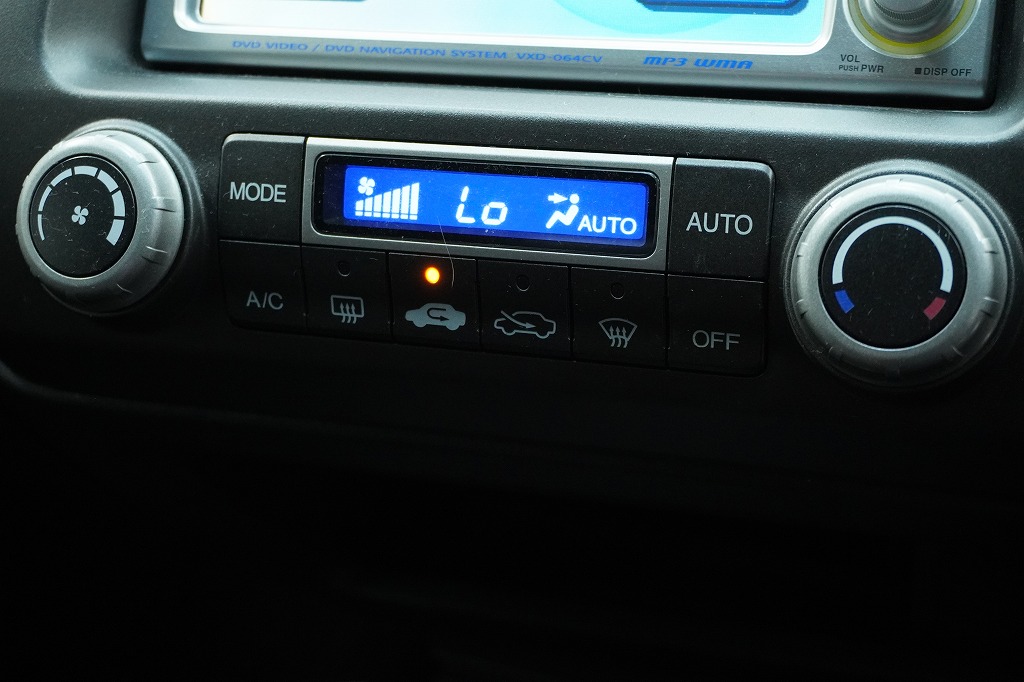 DVD VIDEO / DVD NAVIGATION SYSTEM VXD-064CV
MP3 WMA
VOL
PUSH PWR
DISP OFF
MODE
Lo
AUTO
AUTO
A/C
OFF